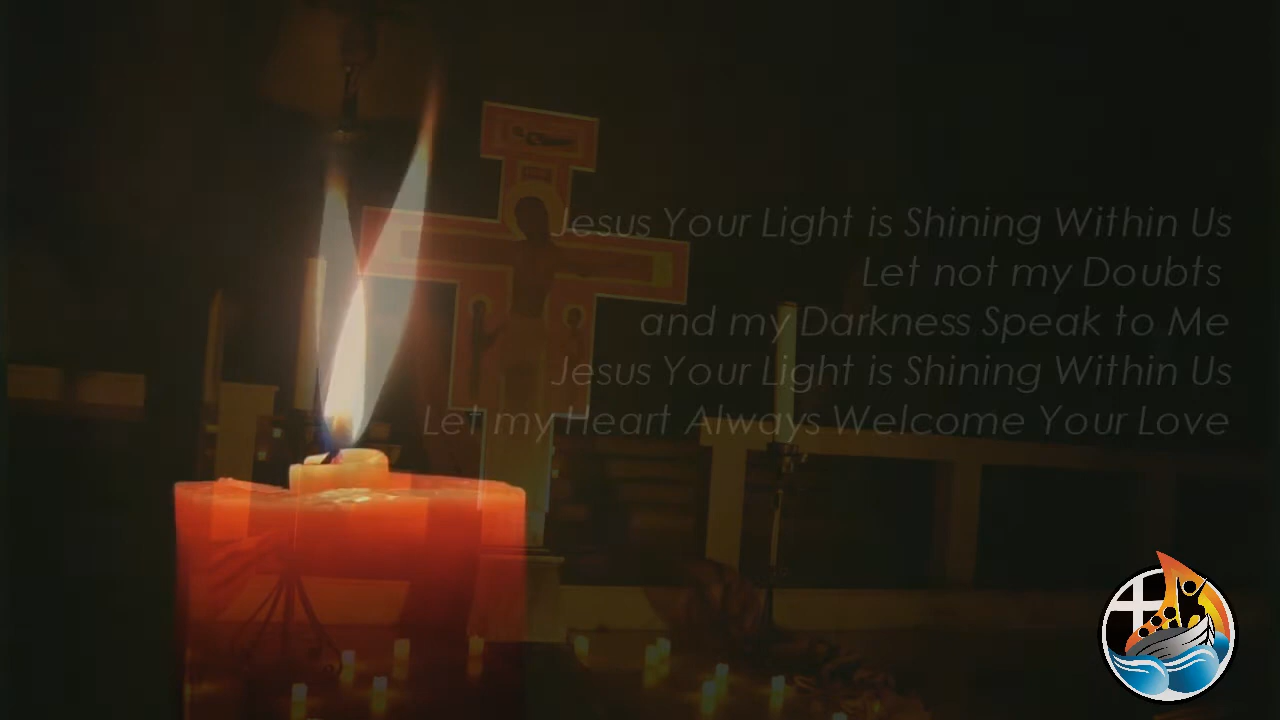 Jesus Your Light is Shining Within Us
Let not my Doubts
and my Darkness Speak to Me
Jesus Your Light is Shining Within Us
Let my Heart Always Welcome Your Love